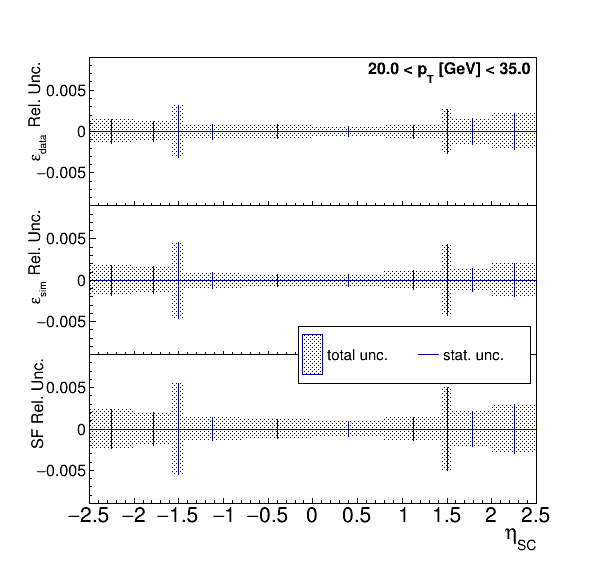 20.0 < p_T [GeV] < 35.0
ε_data Rel. Unc.
0.005
0
−0.005
ε_sim Rel. Unc.
0.005
0
−0.005
total unc.
stat. unc.
SF Rel. Unc.
0.005
0
−0.005
−2.5 −2 −1.5 −1 −0.5 0 0.5 1 1.5 2 2.5
η_SC